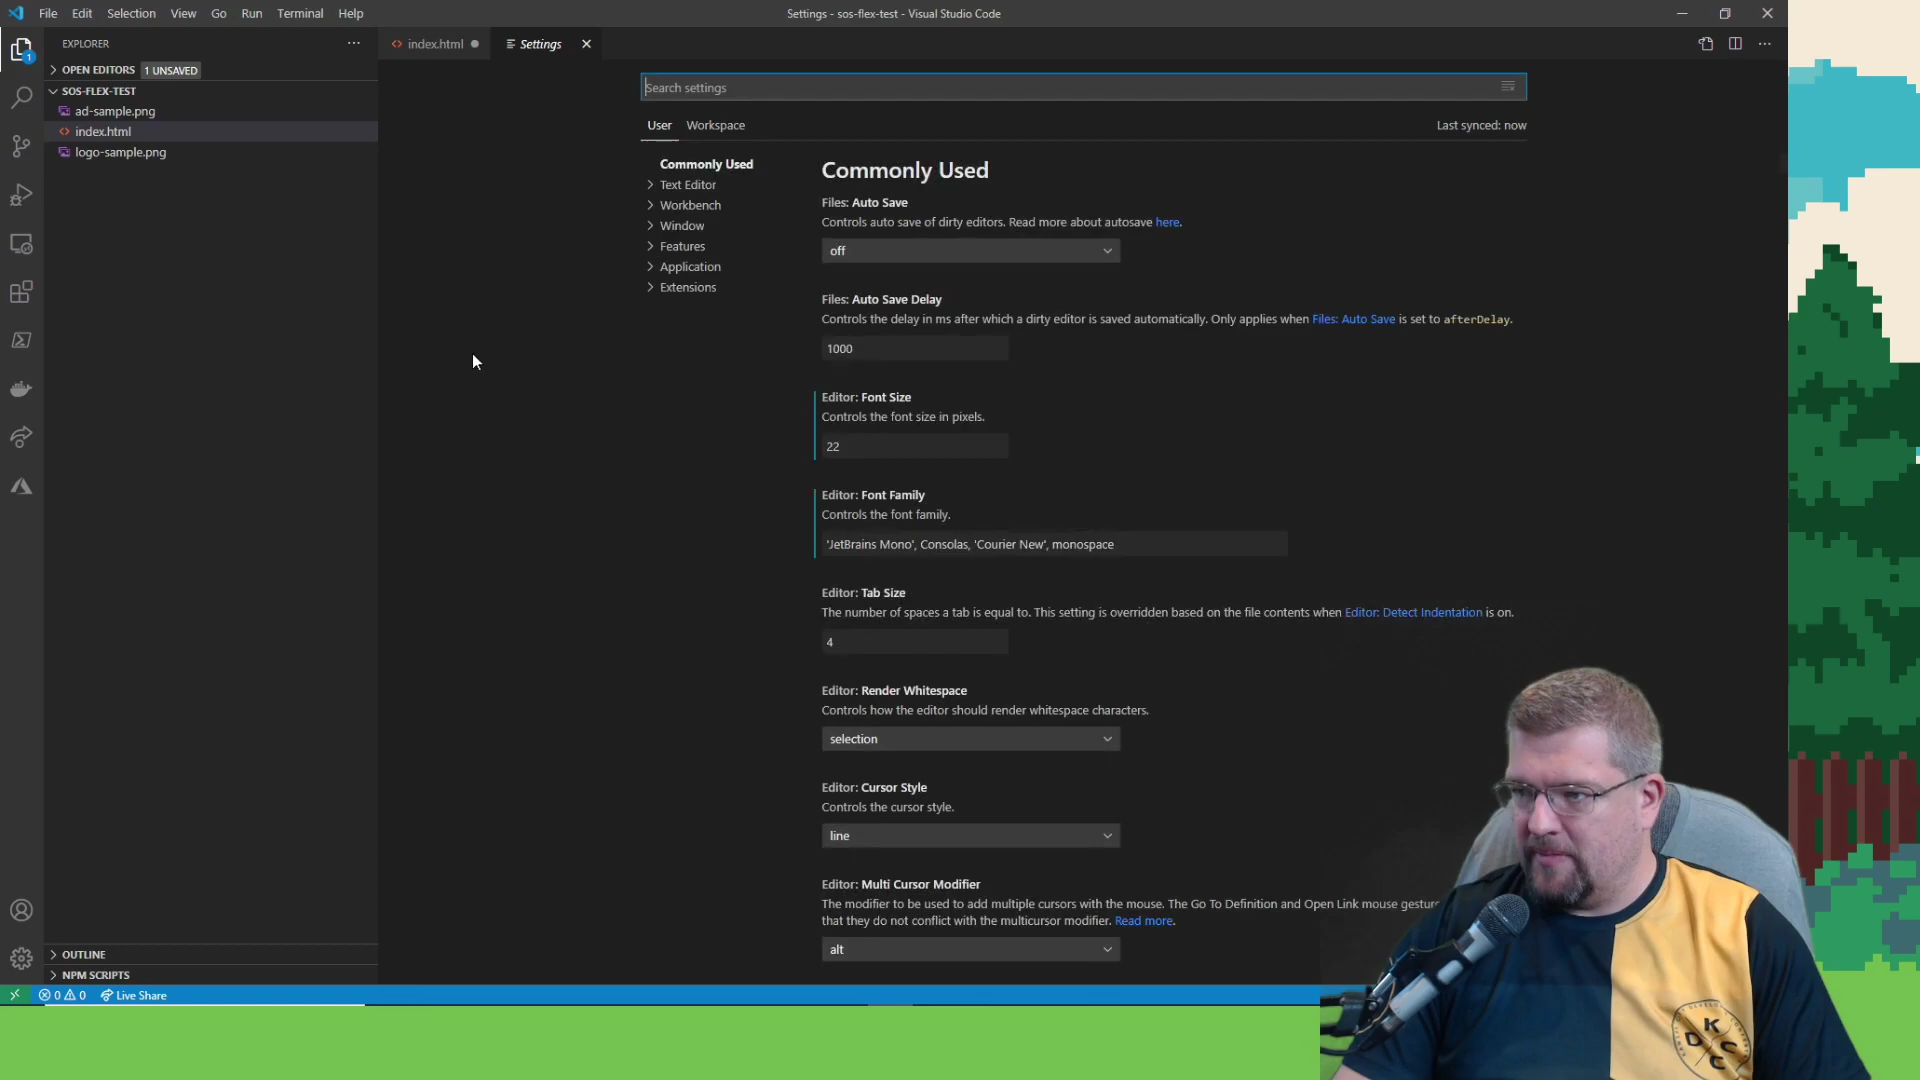 File Edit Selection View Go Run Terminal Help
Settings - sos-flex-test - Visual Studio Code
EXPLORER
index.html
Settings
1
OPEN EDITORS 1 UNSAVED
SOS-FLEX-TEST
ad-sample.png
index.html
logo-sample.png
Search settings
User Workspace
Last synced: now
Commonly Used
Text Editor
Workbench
Window
Features
Application
Extensions
Commonly Used
Files: Auto Save
Controls auto save of dirty editors. Read more about autosave here.
off
Files: Auto Save Delay
Controls the delay in ms after which a dirty editor is saved automatically. Only applies when Files: Auto Save is set to afterDelay.
1000
Editor: Font Size
Controls the font size in pixels.
22
Editor: Font Family
Controls the font family.
'JetBrains Mono', Consolas, 'Courier New', monospace
Editor: Tab Size
The number of spaces a tab is equal to. This setting is overridden based on the file contents when Editor: Detect Indentation is on.
4
Editor: Render Whitespace
Controls how the editor should render whitespace characters.
selection
Editor: Cursor Style
Controls the cursor style.
line
Editor: Multi Cursor Modifier
The modifier to be used to add multiple cursors with the mouse. The Go To Definition and Open Link mouse gestur
that they do not conflict with the multicursor modifier. Read more.
alt
OUTLINE
NPM SCRIPTS
0 0 Live Share
K
D C
C